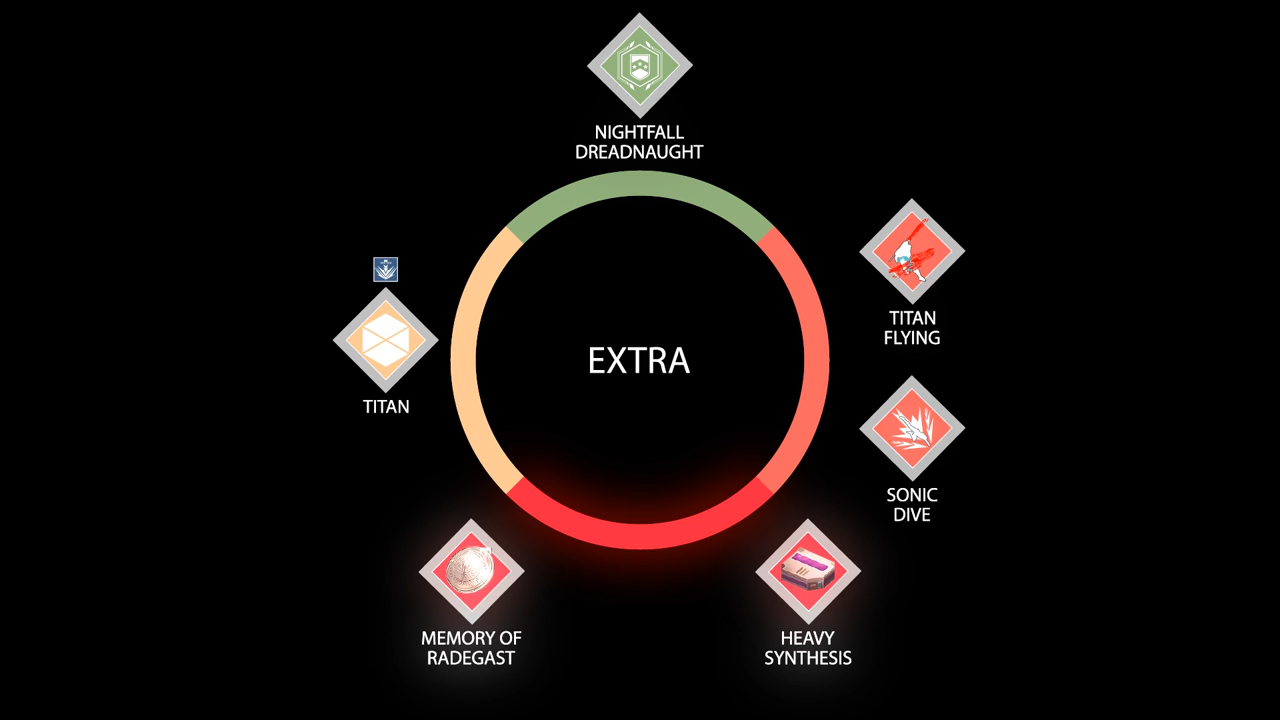 NIGHTFALL
DREADNAUGHT
TITAN
FLYING
TITAN
EXTRA
SONIC
DIVE
MEMORY OF
RADEGAST
HEAVY
SYNTHESIS